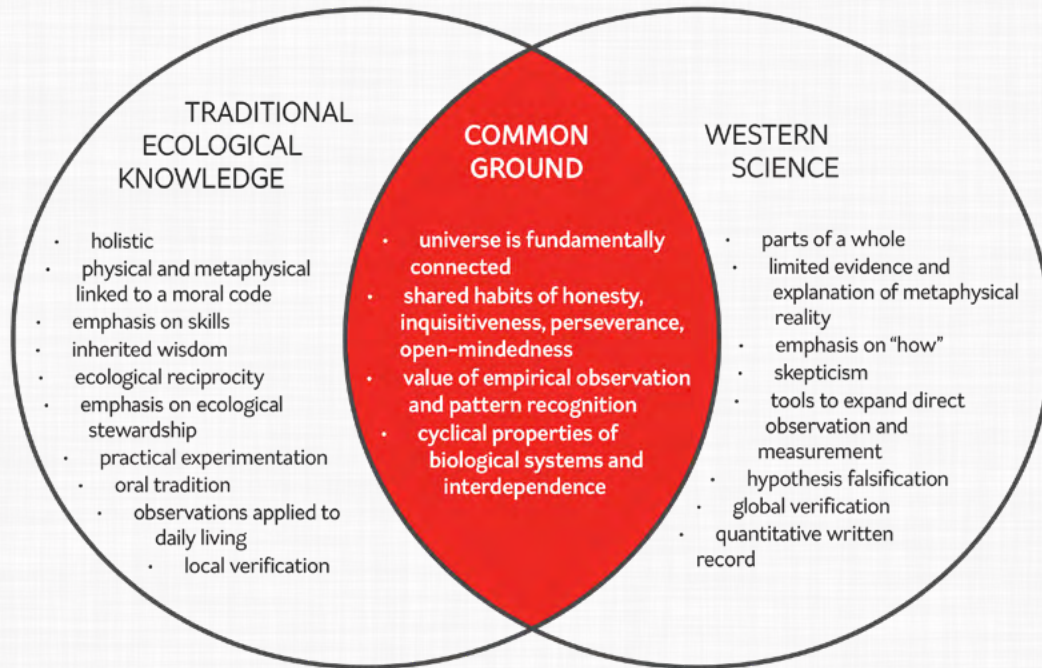 TRADITIONAL
ECOLOGICAL
KNOWLEDGE
· holistic
· physical and metaphysical
linked to a moral code
· emphasis on skills
· inherited wisdom
· ecological reciprocity
· emphasis on ecological
stewardship
· practical experimentation
· oral tradition
· observations applied to
daily living
· local verification
COMMON
GROUND
· universe is fundamentally
connected
· shared habits of honesty,
inquisitiveness, perseverance,
open-mindedness
· value of empirical observation
and pattern recognition
· cyclical properties of
biological systems and
interdependence
WESTERN
SCIENCE
· parts of a whole
· limited evidence and
explanation of metaphysical
reality
· emphasis on “how”
· skepticism
· tools to expand direct
observation and
measurement
· hypothesis falsification
· global verification
· quantitative written
record